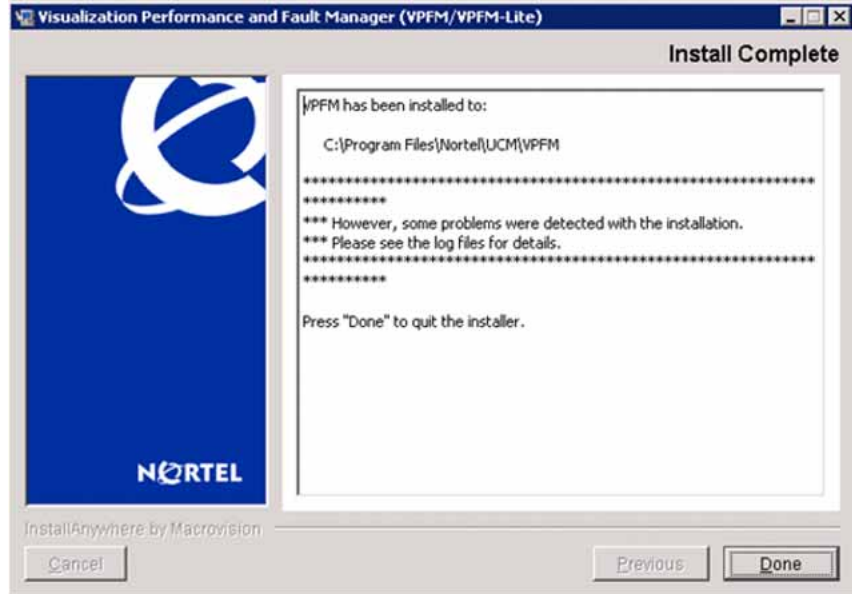 Visualization Performance and Fault Manager (VPFM/VPFM-Lite)
Install Complete
VPFM has been installed to:
C:\Program Files\Nortel\UCM\VPFM
*************************************************************
**********
*** However, some problems were detected with the installation.
*** Please see the log files for details.
*************************************************************
**********
Press "Done" to quit the installer.
NORTEL
InstallAnywhere by Macrovision
Cancel
Previous
Done